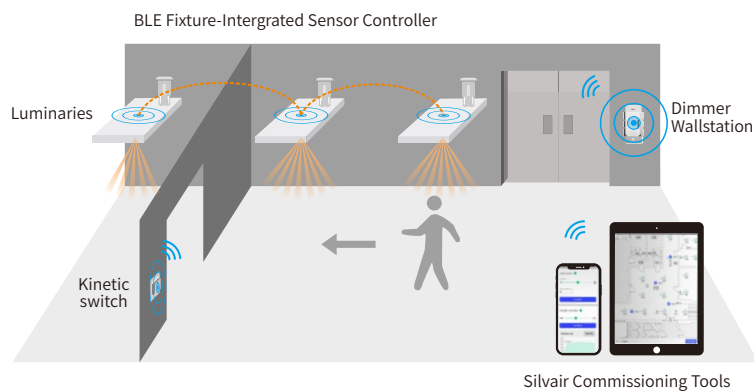 BLE Fixture-Intergrated Sensor Controller
Luminaries
Dimmer
Wallstation
Kinetic
switch
Silvair Commissioning Tools